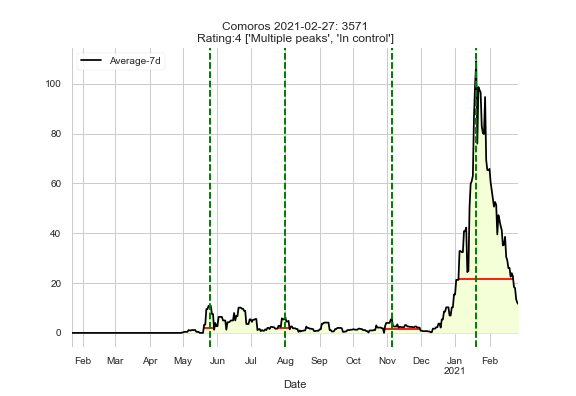 Comoros 2021-02-27: 3571
Rating:4 ['Multiple peaks', 'In control']
Average-7d
100
80
60
40
20
0
Feb Mar Apr May Jun Jul Aug Sep Oct Nov Dec Jan Feb
2021
Date